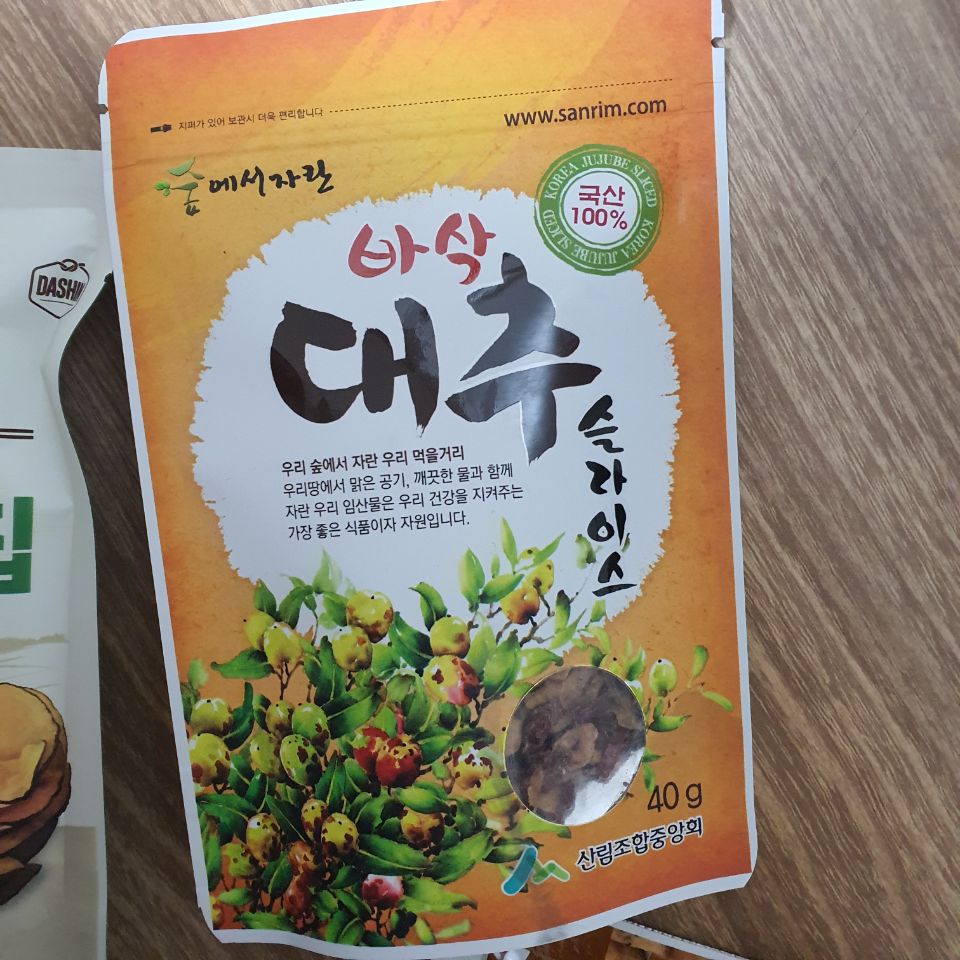 지퍼가 있어 보관시 더욱 편리합니다
www.sanrim.com
숲에서자란
KOREA JUJUBE SLICED KOREA JUJUBE SLICED
국산
100%
바삭
대추
슬라이스
우리 숲에서 자란 우리 먹을거리
우리땅에서 맑은 공기, 깨끗한 물과 함께
자란 우리 임산물은 우리 건강을 지켜주는
가장 좋은 식품이자 자원입니다.
40 g
산림조합중앙회
칩